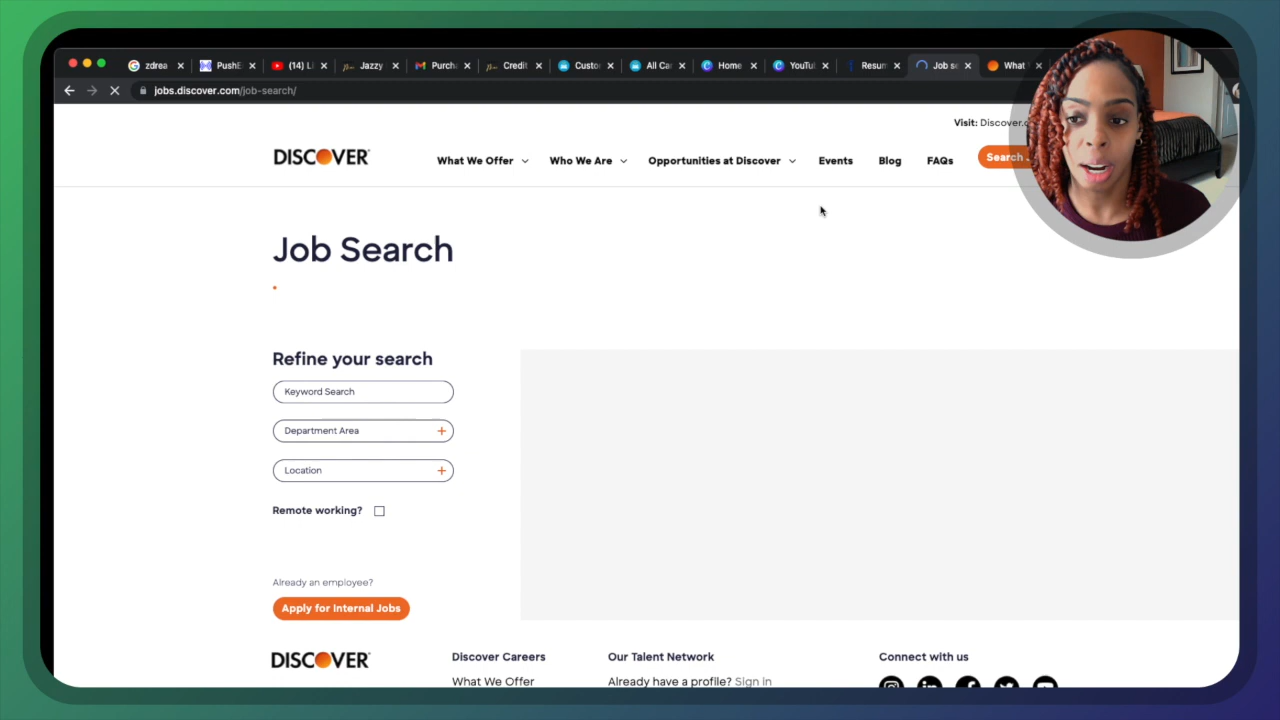 zdrea
PushE
(14) Li
Jazzy
Purcha
Credit
Custo
All Car
Home
YouTu
Resum
Job se
What
jobs.discover.com/job-search/
Visit: Discover.c
DISCOVER
What We Offer
Who We Are
Opportunities at Discover
Events
Blog
FAQs
Search
Job Search
Refine your search
Keyword Search
Department Area
Location
Remote working?
Already an employee?
Apply for Internal Jobs
DISCOVER
Discover Careers
Our Talent Network
Connect with us
What We Offer
Already have a profile? Sign in